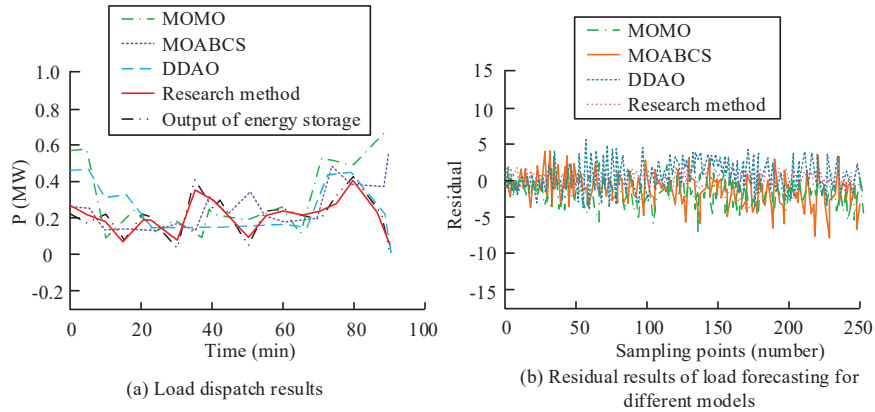 MOMO
MOABCS
DDAO
Research method
Output of energy storage
1.0
0.8
0.6
0.4
0.2
0
-0.2
P (MW)
0
20
40
60
80
100
Time (min)
(a) Load dispatch results
MOMO
MOABCS
DDAO
Research method
15
10
5
0
-5
-10
-15
Residual
0
50
100
150
200
250
Sampling points (number)
(b) Residual results of load forecasting for
different models